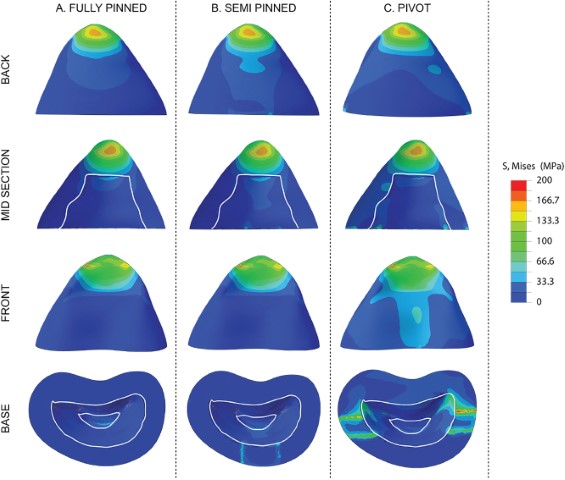 A. FULLY PINNED
B. SEMI PINNED
C. PIVOT
BACK
MID SECTION
FRONT
BASE
S, Mises (MPa)
200
166.7
133.3
100
66.6
33.3
0